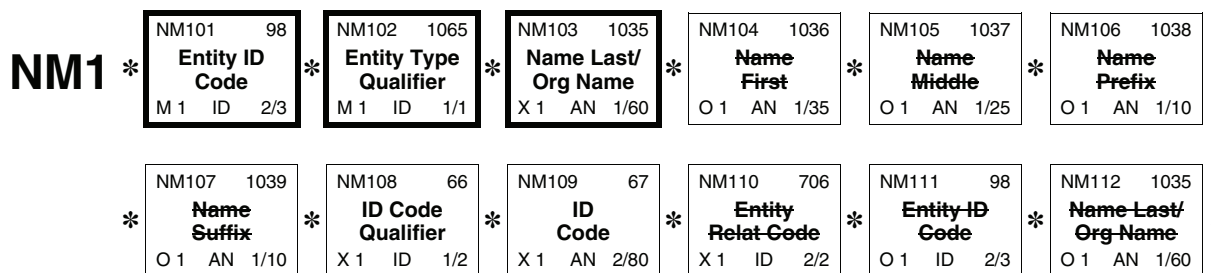 NM101 98 NM102 1065 NM103 1035 NM104 1036 NM105 1037 NM106 1038
NM1 * Entity ID * Entity Type * Name Last/ * Name * Name * Name
Code Qualifier Org Name First Middle Prefix
M 1 ID 2/3 M 1 ID 1/1 X 1 AN 1/60 O 1 AN 1/35 O 1 AN 1/25 O 1 AN 1/10
NM107 1039 NM108 66 NM109 67 NM110 706 NM111 98 NM112 1035
* Name * ID Code * ID * Entity * Entity ID * Name Last/
Suffix Qualifier Code Relat Code Code Org Name
O 1 AN 1/10 X 1 ID 1/2 X 1 AN 2/80 X 1 ID 2/2 O 1 ID 2/3 O 1 AN 1/60